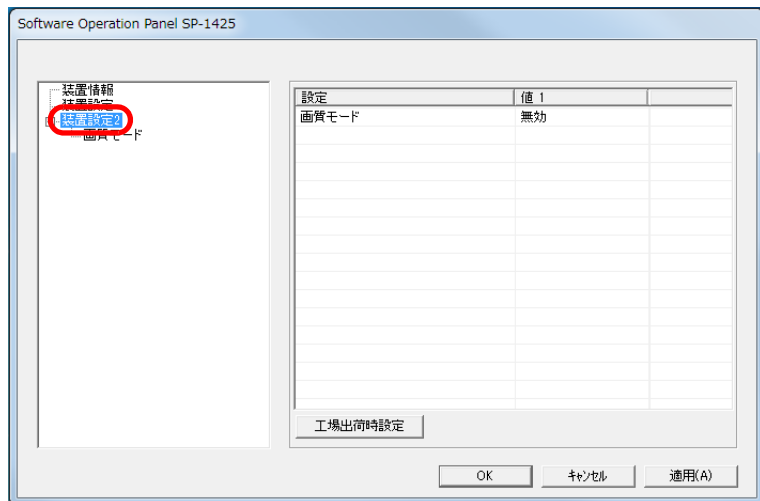 Software Operation Panel SP-1425
装置情報
装置設定
装置設定2
画質モード
設定 値 1
画質モード 無効
工場出荷時設定
OK キャンセル 適用(A)